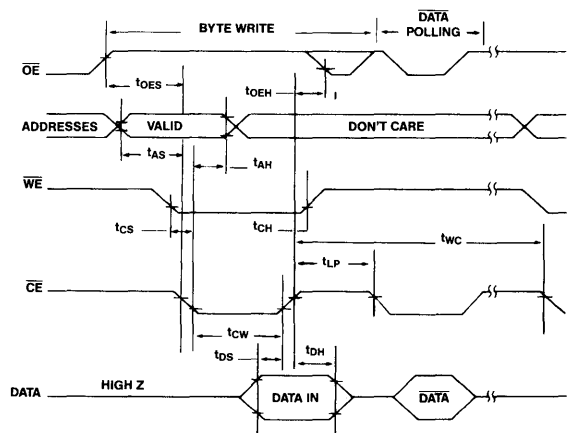 BYTE WRITE
DATA
POLLING
OE
tOES
tOEH
ADDRESSES
VALID
DON'T CARE
tAS
tAH
WE
tCS
tCH
tWC
tLP
CE
tCW
tDS
tDH
DATA
HIGH Z
DATA IN
DATA